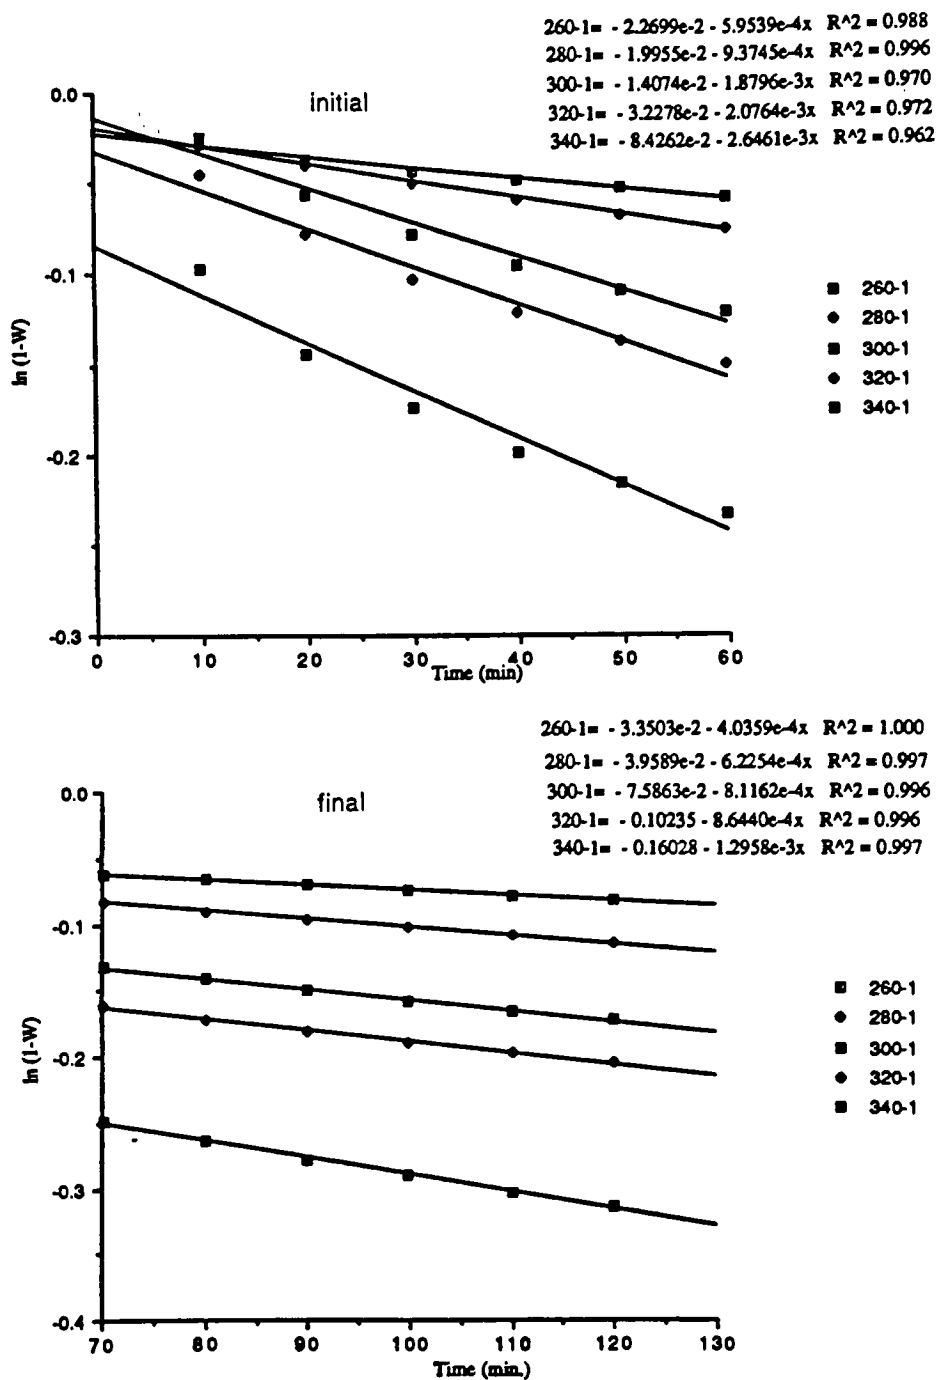 260-1= - 2.2699e-2 - 5.9539e-4x R^2 = 0.988
280-1= - 1.9955e-2 - 9.3745e-4x R^2 = 0.996
300-1= - 1.4074e-2 - 1.8796e-3x R^2 = 0.970
320-1= - 3.2278e-2 - 2.0764e-3x R^2 = 0.972
340-1= - 8.4262e-2 - 2.6461e-3x R^2 = 0.962
initial
0.0
-0.1
-0.2
-0.3
ln (1-W)
0 10 20 30 40 50 60
Time (min)
260-1
280-1
300-1
320-1
340-1
260-1= - 3.3503e-2 - 4.0359e-4x R^2 = 1.000
280-1= - 3.9589e-2 - 6.2254e-4x R^2 = 0.997
300-1= - 7.5863e-2 - 8.1162e-4x R^2 = 0.996
320-1= - 0.10235 - 8.6440e-4x R^2 = 0.996
340-1= - 0.16028 - 1.2958e-3x R^2 = 0.997
final
0.0
-0.1
-0.2
-0.3
-0.4
ln (1-W)
70 80 90 100 110 120 130
Time (min.)
260-1
280-1
300-1
320-1
340-1